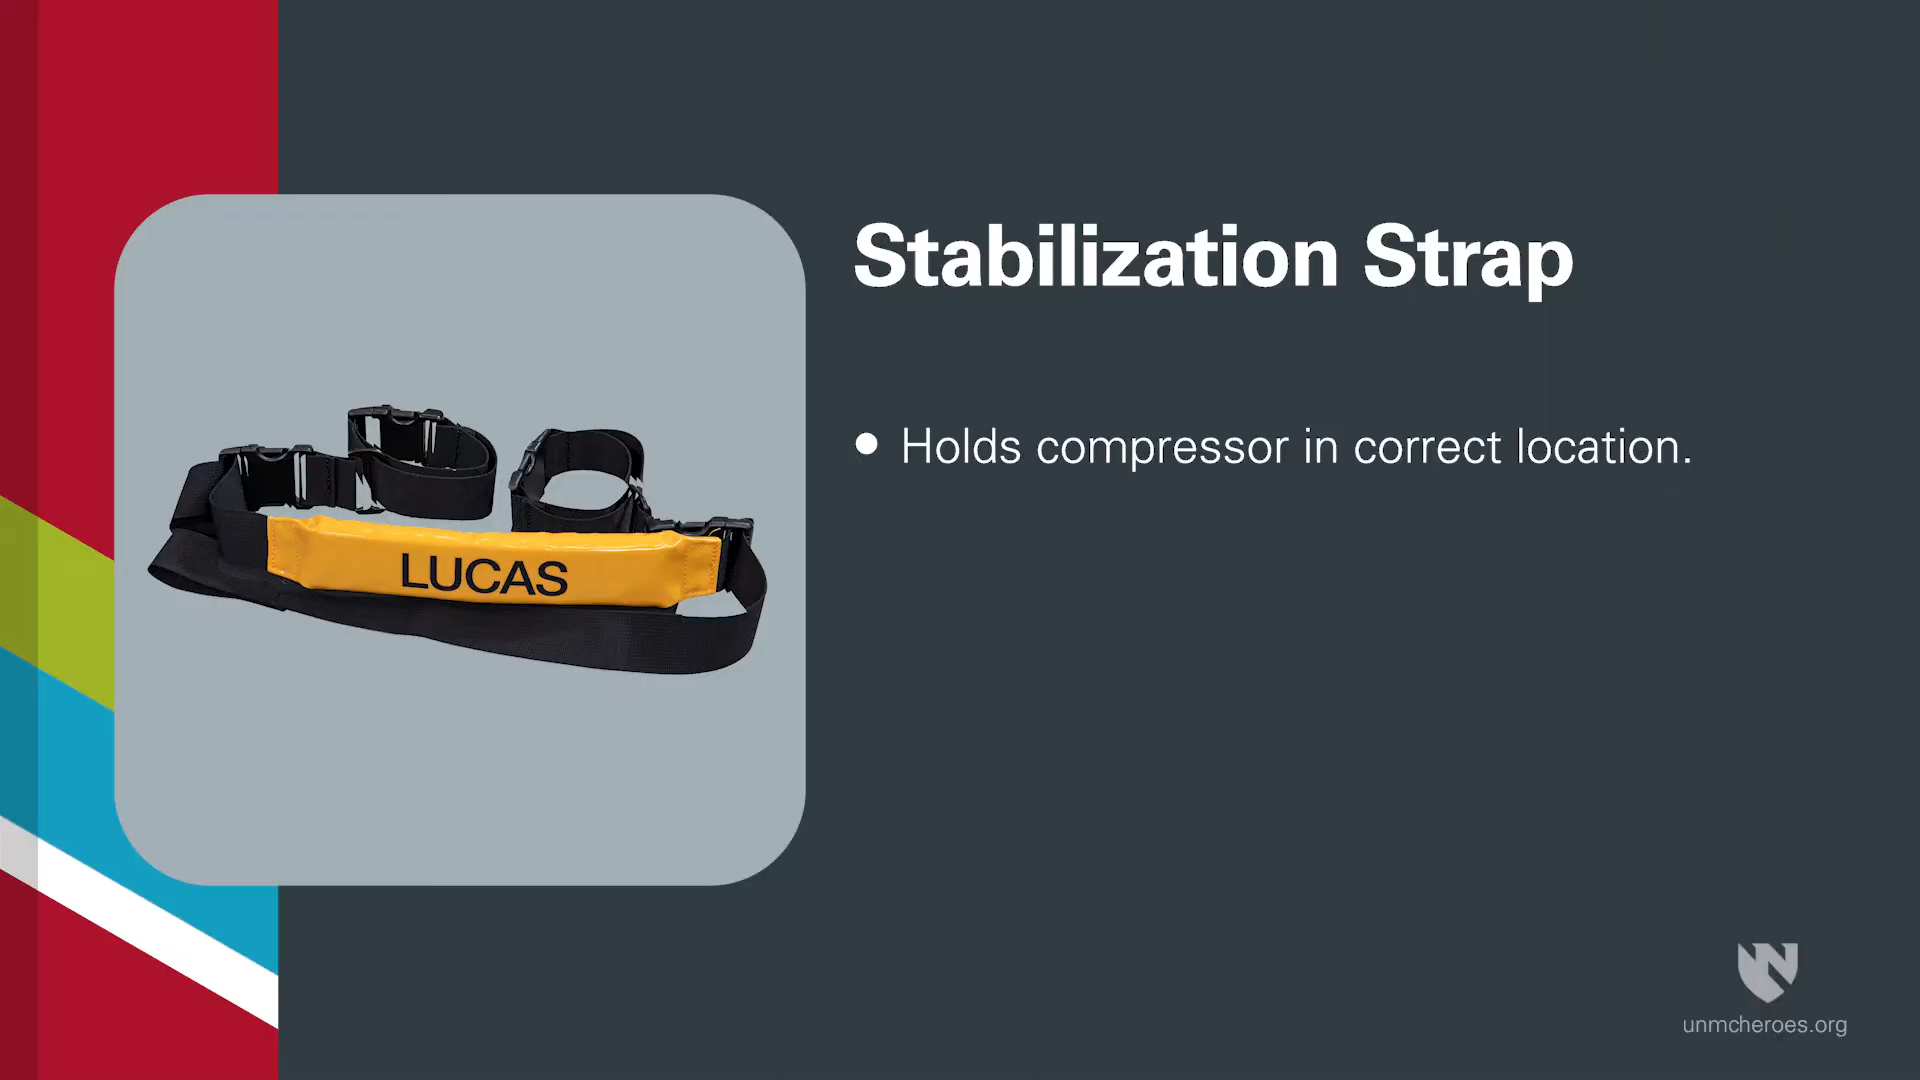 Stabilization Strap
• Holds compressor in correct location.
LUCAS
unmcheroes.org